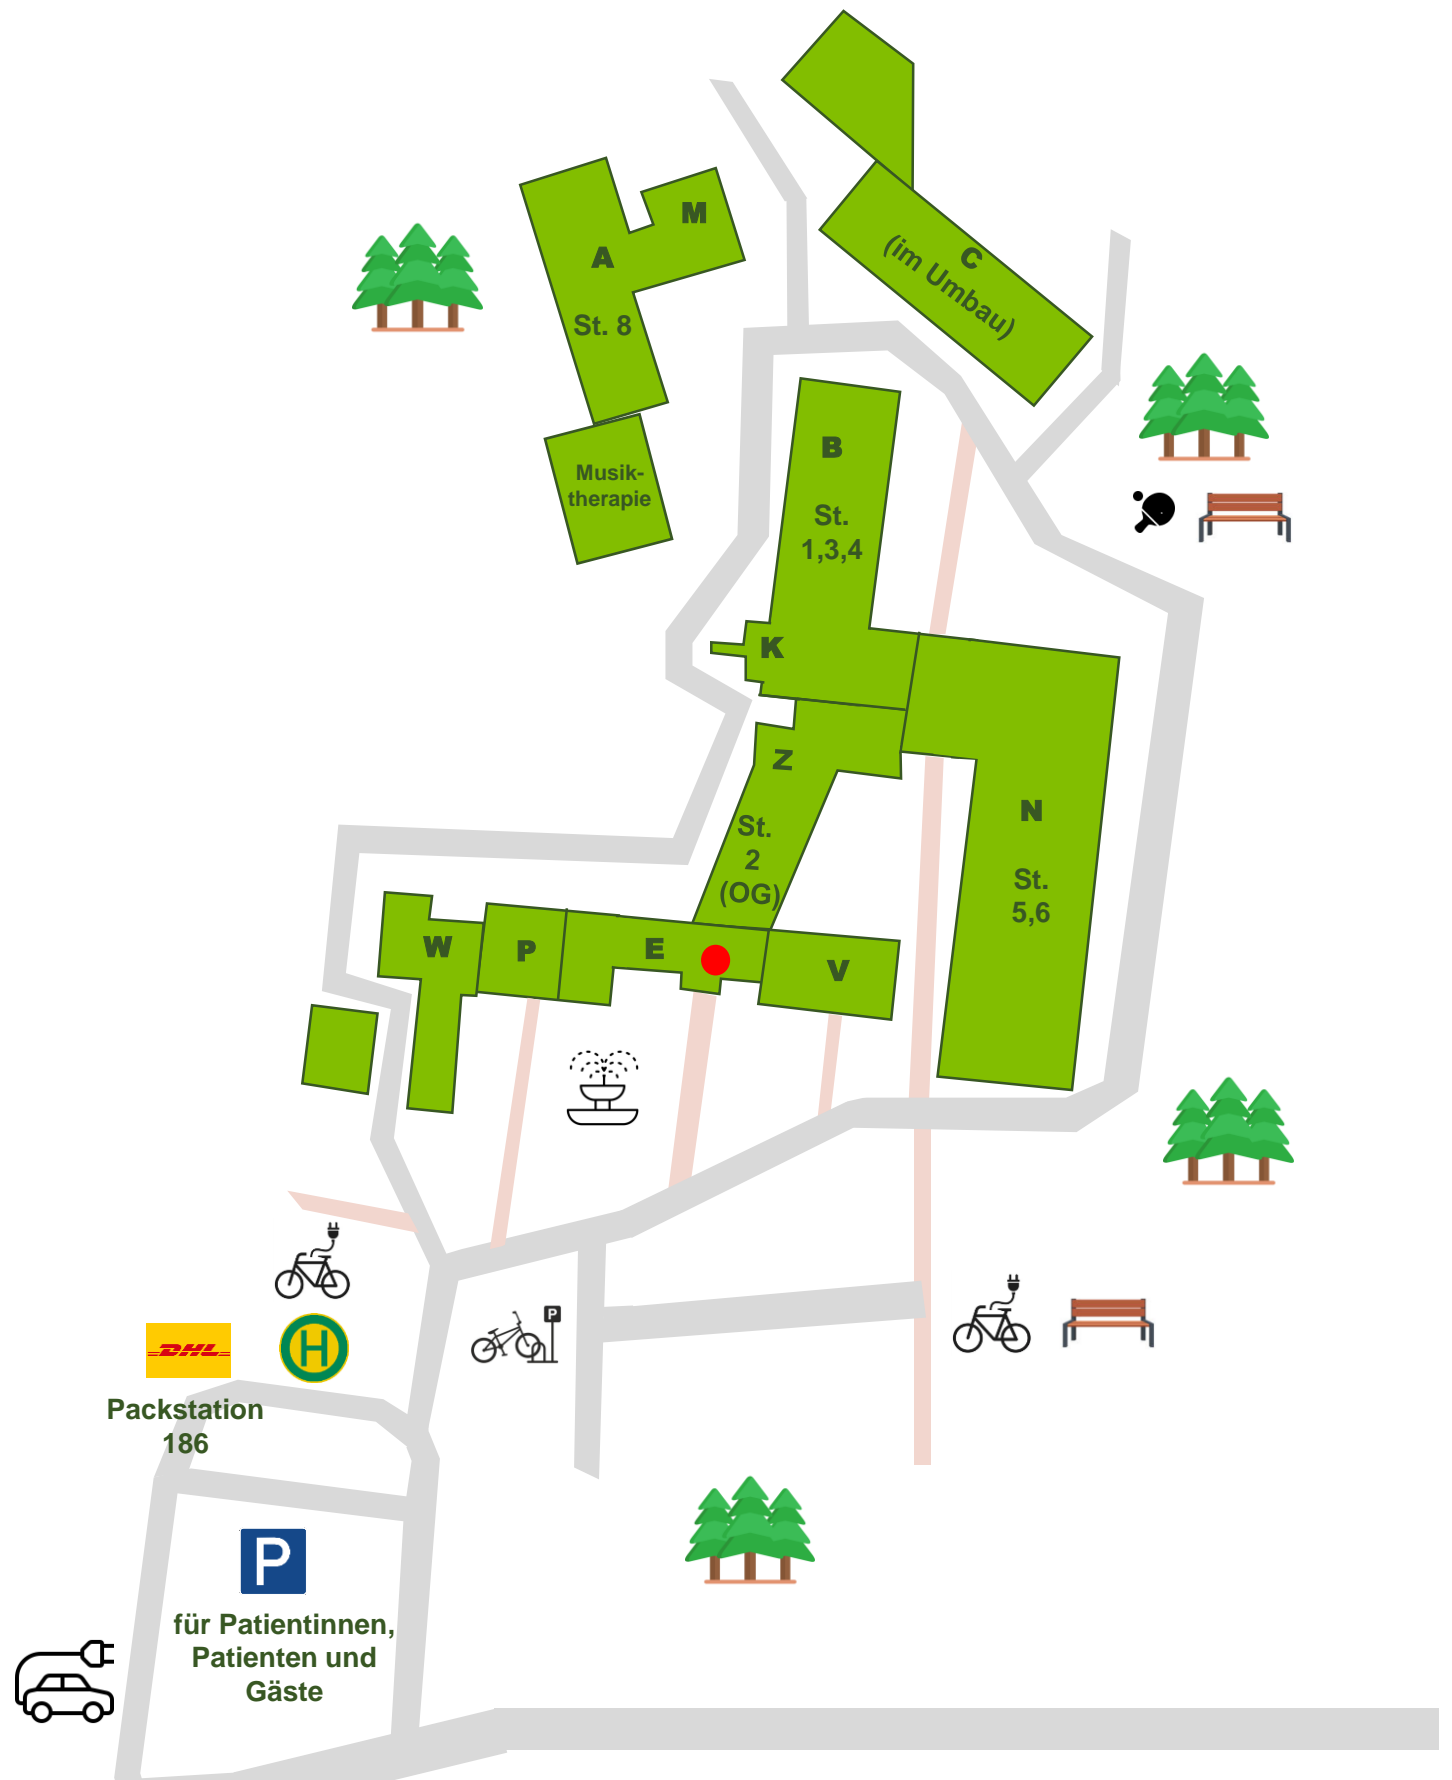 C
(im Umbau)
M
A
St. 8
Musik-
therapie
B
St.
1,3,4
K
Z
St.
2
(OG)
N
St.
5,6
W
P
E
V
P
H
DHL
Packstation
186
P
für Patientinnen,
Patienten und
Gäste